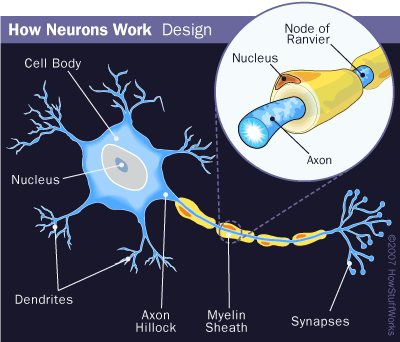 How Neurons Work Design
Node of
Ranvier
Nucleus
Axon
Cell Body
Nucleus
Dendrites
Axon
Hillock
Myelin
Sheath
Synapses
©2007 HowStuffWorks